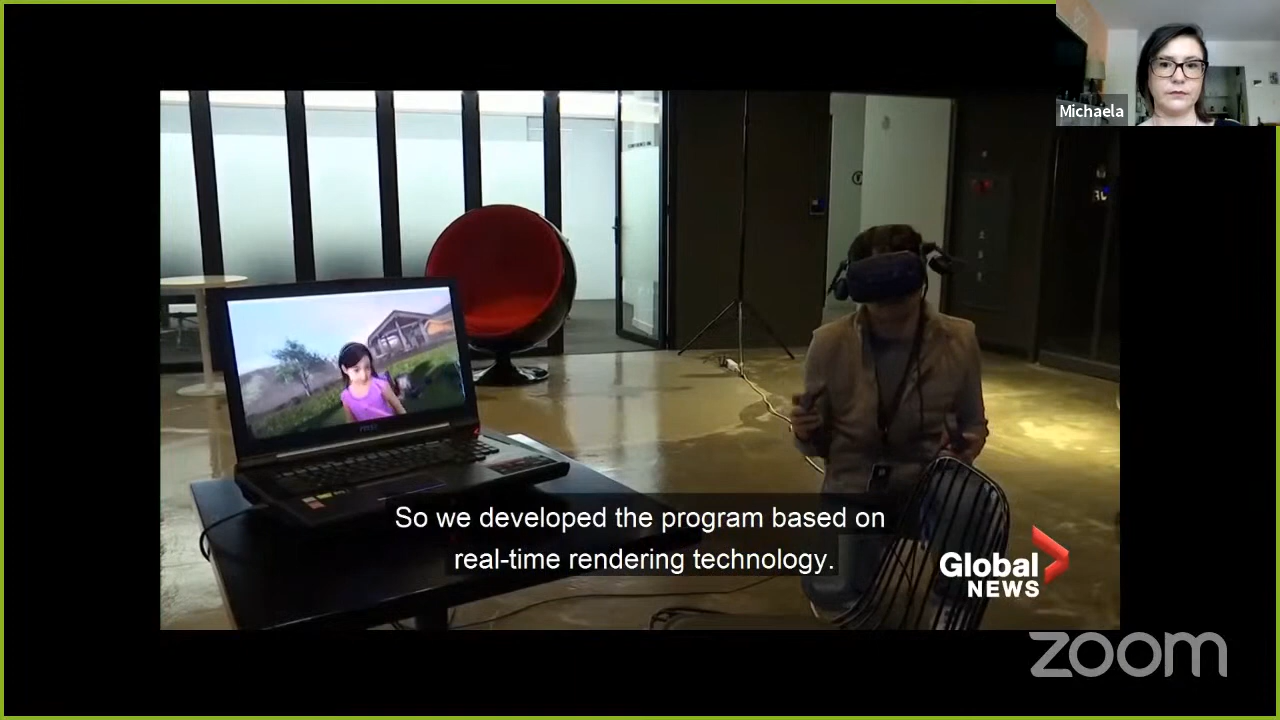 Michaela
So we developed the program based on
real-time rendering technology.
Global
NEWS
zoom